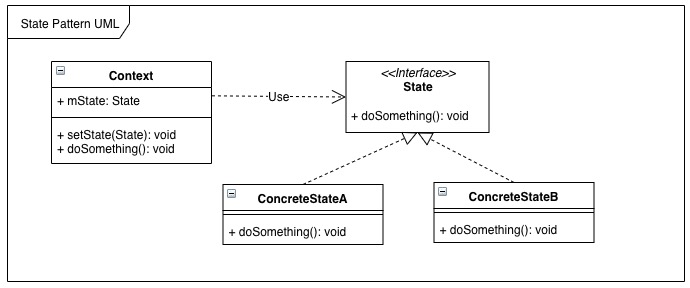 State Pattern UML
Context
+ mState: State
+ setState(State): void
+ doSomething(): void
Use
<<Interface>>
State
+ doSomething(): void
ConcreteStateA
+ doSomething(): void
ConcreteStateB
+ doSomething(): void